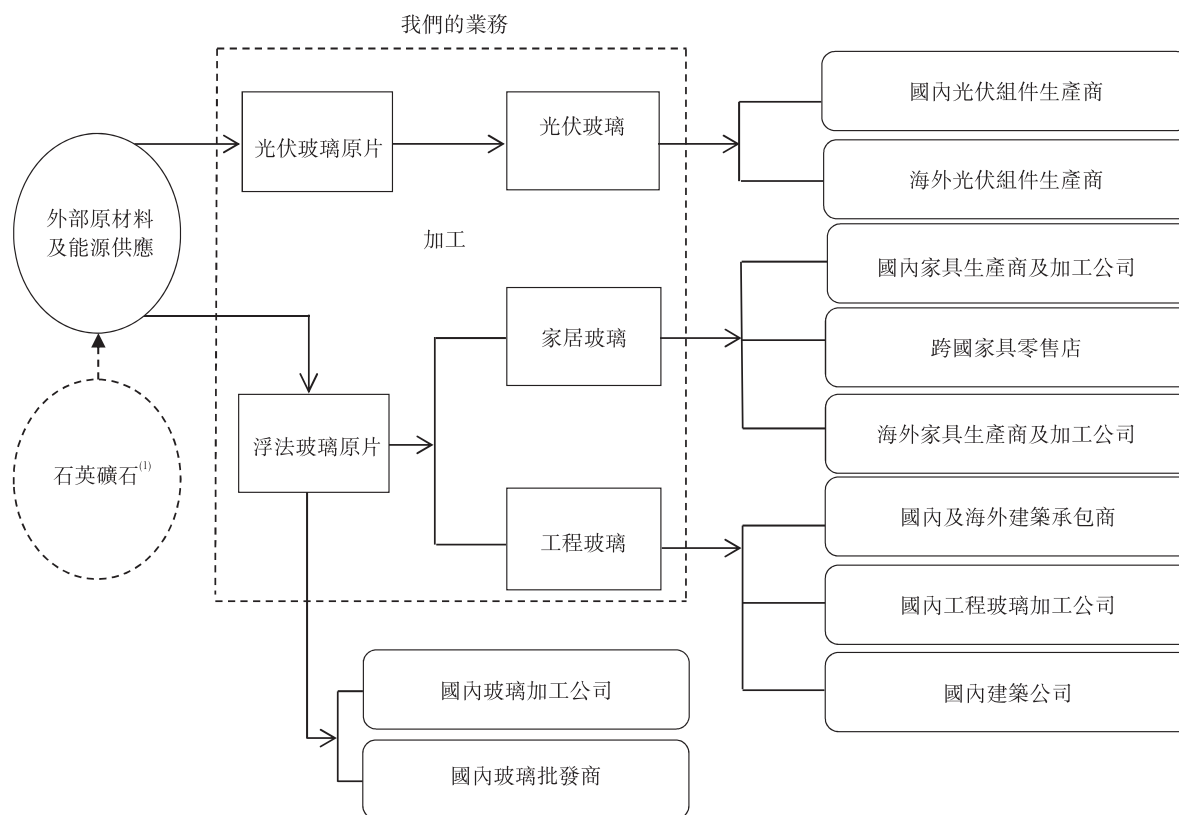 我們的業務
國內光伏組件生產商
光伏玻璃原片
光伏玻璃
海外光伏組件生產商
外部原材料
及能源供應
加工
國內家具生產商及加工公司
家居玻璃
跨國家具零售店
浮法玻璃原片
海外家具生產商及加工公司
石英礦石(1)
國內及海外建築承包商
工程玻璃
國內工程玻璃加工公司
國內玻璃加工公司
國內建築公司
國內玻璃批發商